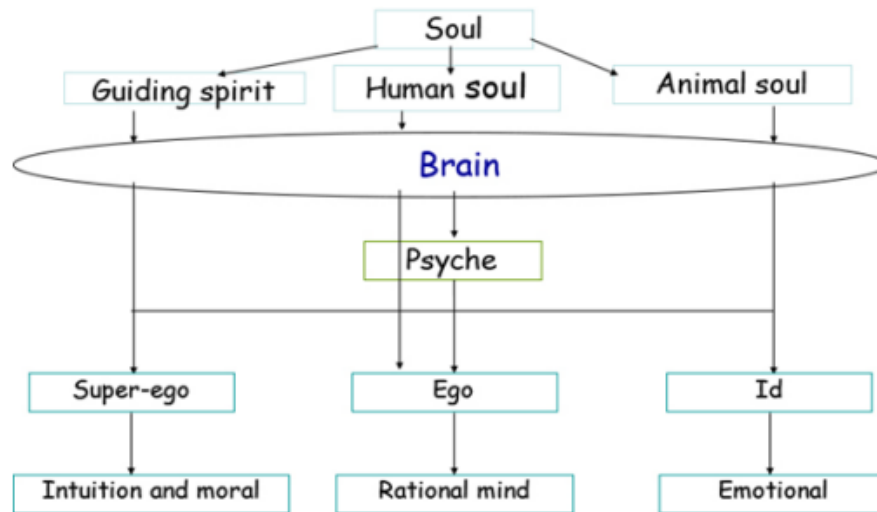 Soul
Guiding spirit
Human soul
Animal soul
Brain
Psyche
Super-ego
Ego
Id
Intuition and moral
Rational mind
Emotional